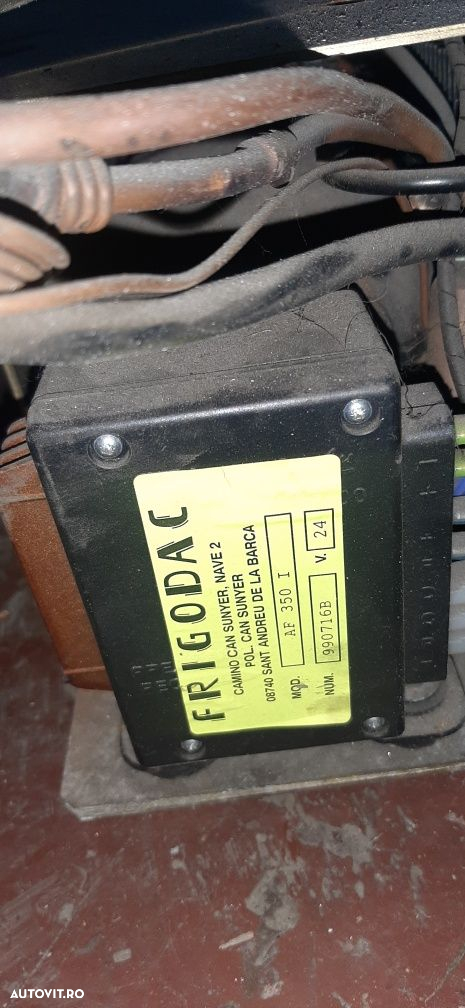 FRIGODAC
CAMINO CAN SUNYER, NAVE 2
POL. CAN SUNYER
08740 SANT ANDREU DE LA BARCA
MOD. AF 350 I
NÚM. 990716B V. 24
AUTOVIT.RO